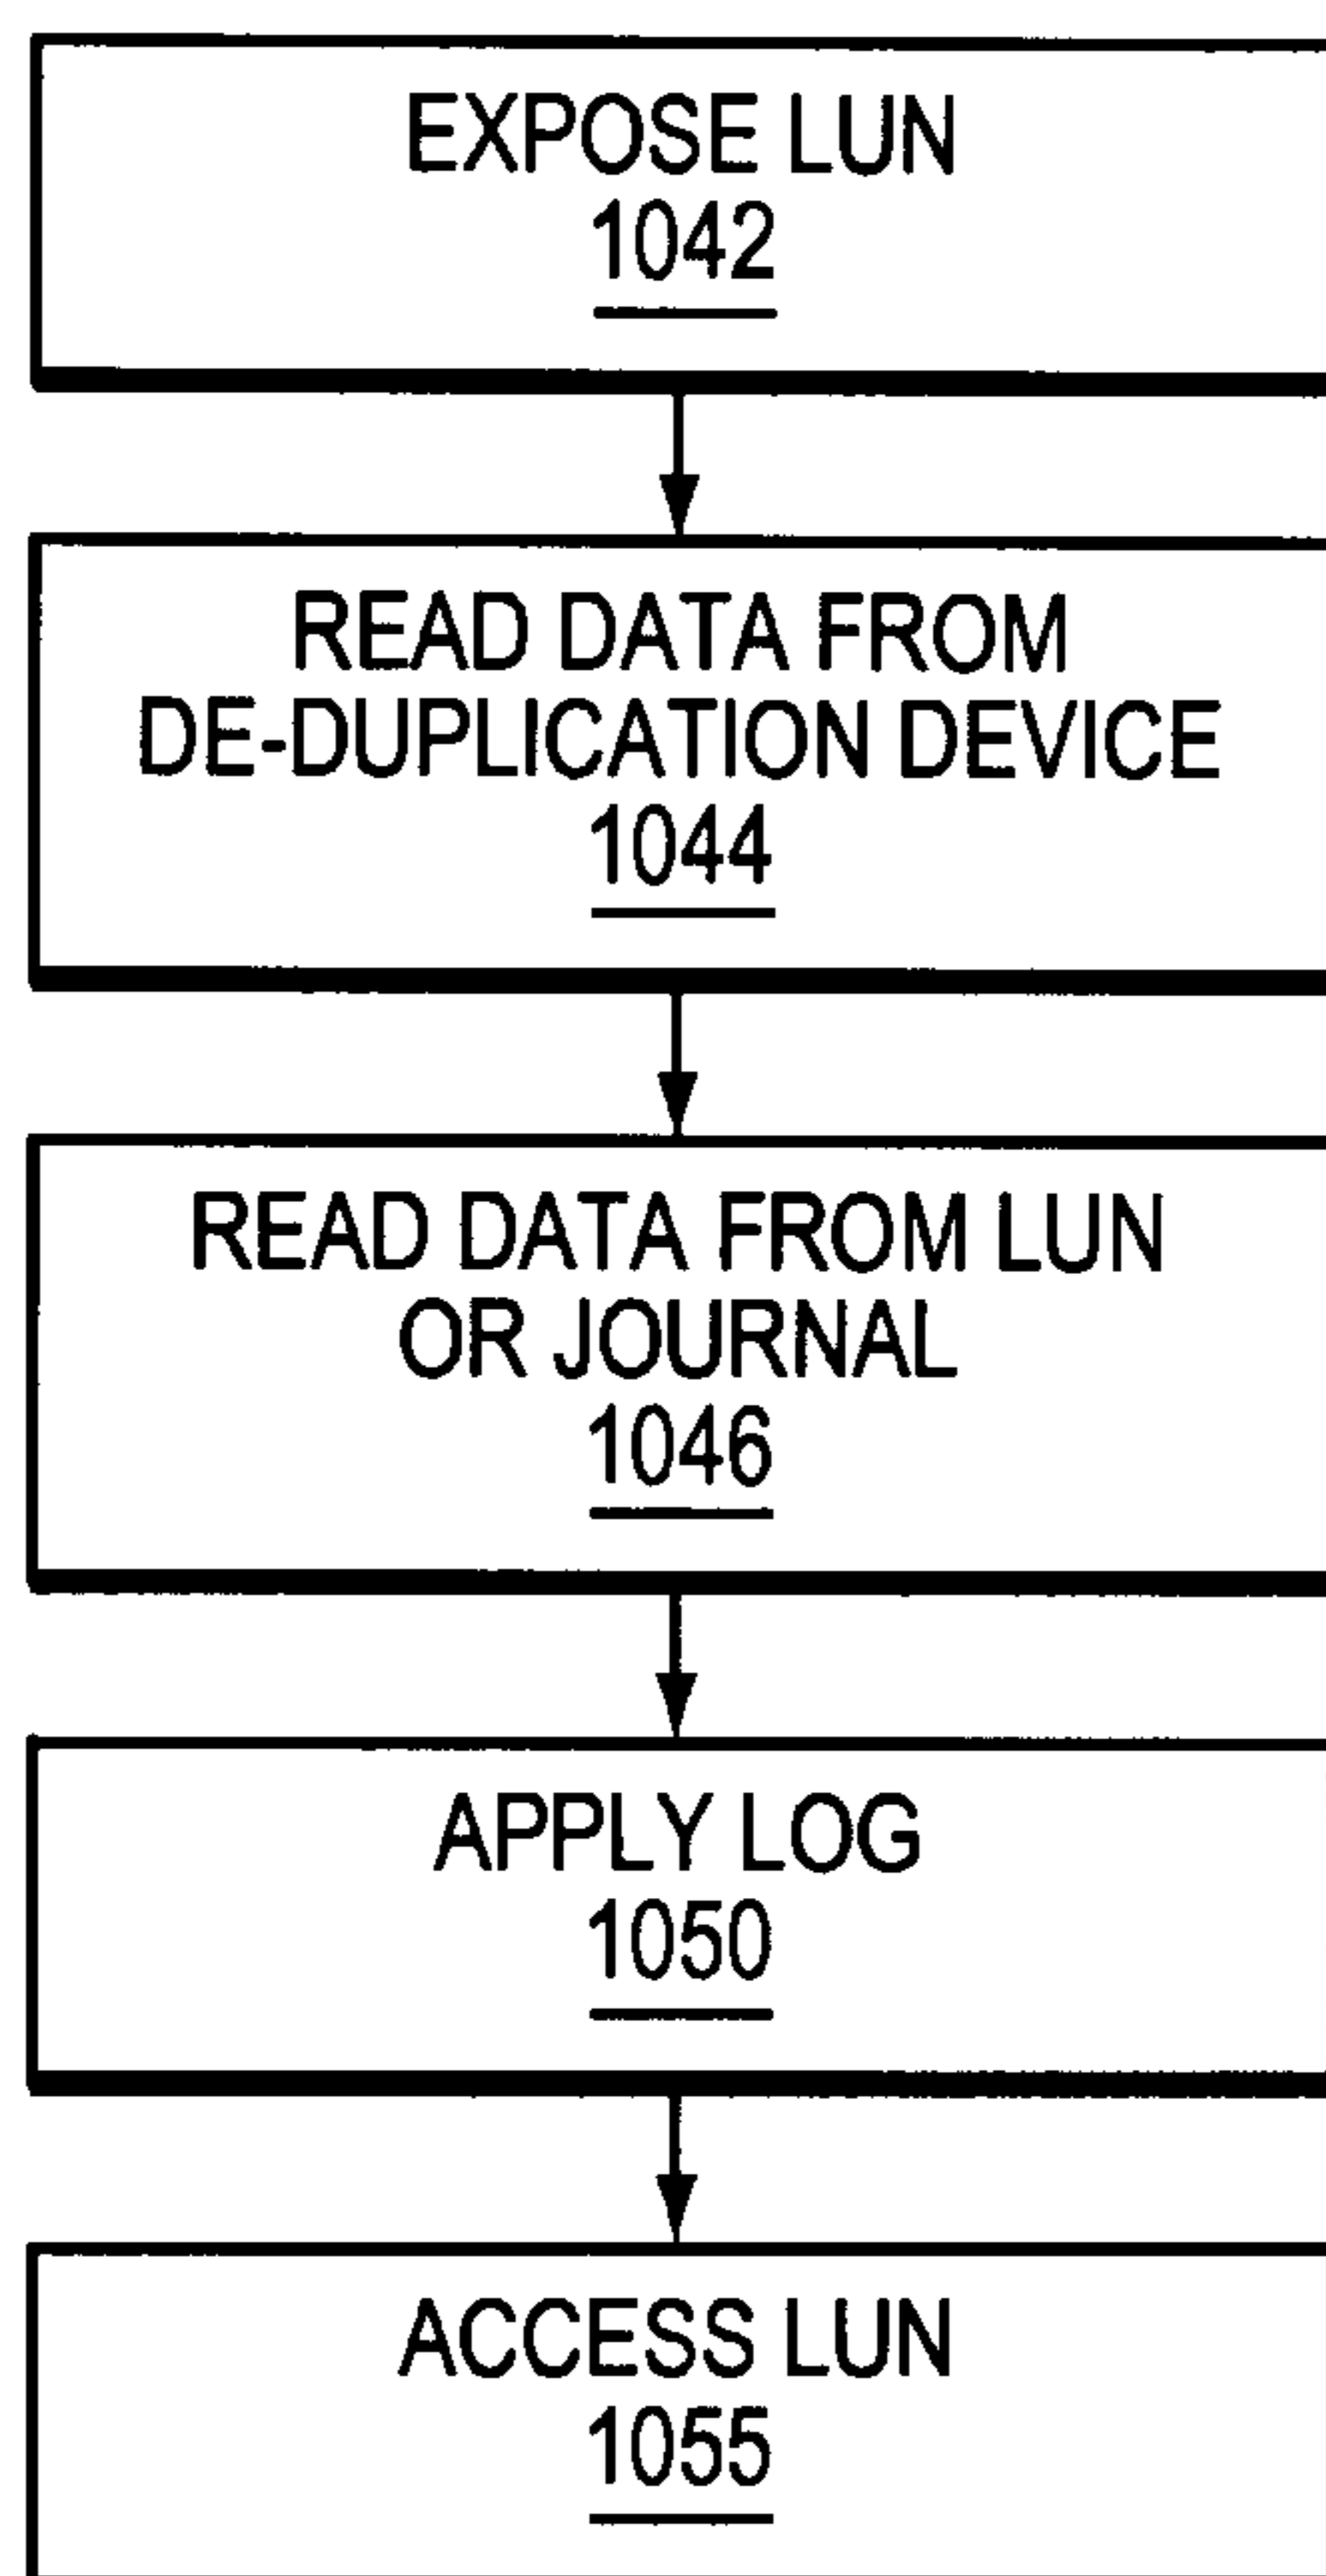 EXPOSE LUN
1042
READ DATA FROM
DE-DUPLICATION DEVICE
1044
READ DATA FROM LUN
OR JOURNAL
1046
APPLY LOG
1050
ACCESS LUN
1055